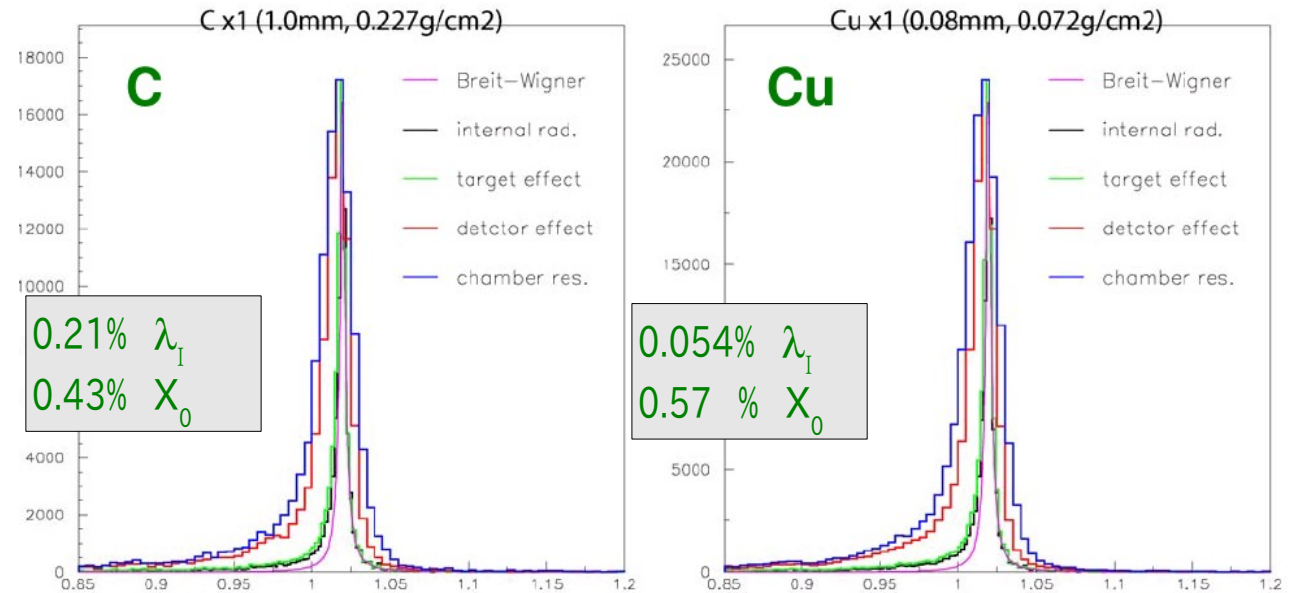 C x1 (1.0mm, 0.227g/cm2)
18000
16000
14000
12000
10000
4000
2000
0
0.85
0.9
0.95
1
1.05
1.1
1.15
1.2
C
Breit-Wigner
internal rad.
target effect
detctor effect
chamber res.
0.21% λI
0.43% X0
Cu x1 (0.08mm, 0.072g/cm2)
25000
20000
15000
5000
0
0.85
0.9
0.95
1
1.05
1.1
1.15
1.2
Cu
Breit-Wigner
internal rad.
target effect
detctor effect
chamber res.
0.054% λI
0.57 % X0